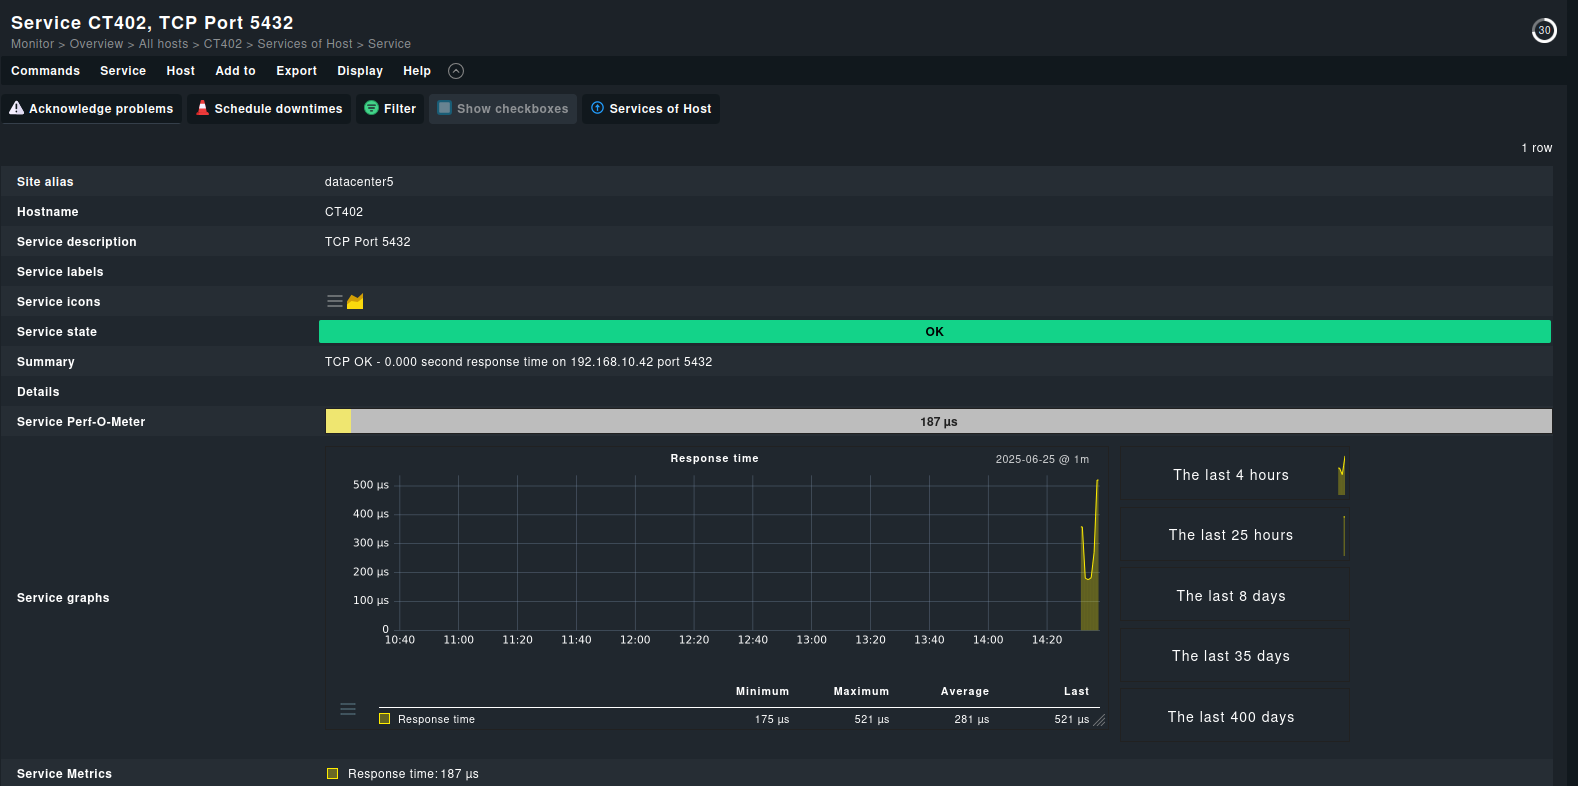 Service CT402, TCP Port 5432
Monitor > Overview > All hosts > CT402 > Services of Host > Service
30
Commands Service Host Add to Export Display Help
Acknowledge problems Schedule downtimes Filter Show checkboxes Services of Host
1 row
Site alias datacenter5
Hostname CT402
Service description TCP Port 5432
Service labels
Service icons
Service state OK
Summary TCP OK - 0.000 second response time on 192.168.10.42 port 5432
Details
Service Perf-O-Meter 187 µs
Service graphs
Response time 2025-06-25 @ 1m
500 µs
400 µs
300 µs
200 µs
100 µs
0
10:40 11:00 11:20 11:40 12:00 12:20 12:40 13:00 13:20 13:40 14:00 14:20
Minimum Maximum Average Last
Response time 175 µs 521 µs 281 µs 521 µs
The last 4 hours
The last 25 hours
The last 8 days
The last 35 days
The last 400 days
Service Metrics Response time: 187 µs